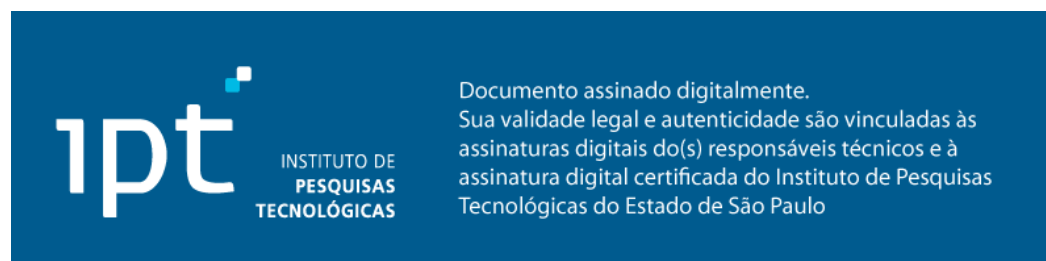 ipt
INSTITUTO DE
PESQUISAS
TECNOLÓGICAS
Documento assinado digitalmente.
Sua validade legal e autenticidade são vinculadas às
assinaturas digitais do(s) responsáveis técnicos e à
assinatura digital certificada do Instituto de Pesquisas
Tecnológicas do Estado de São Paulo